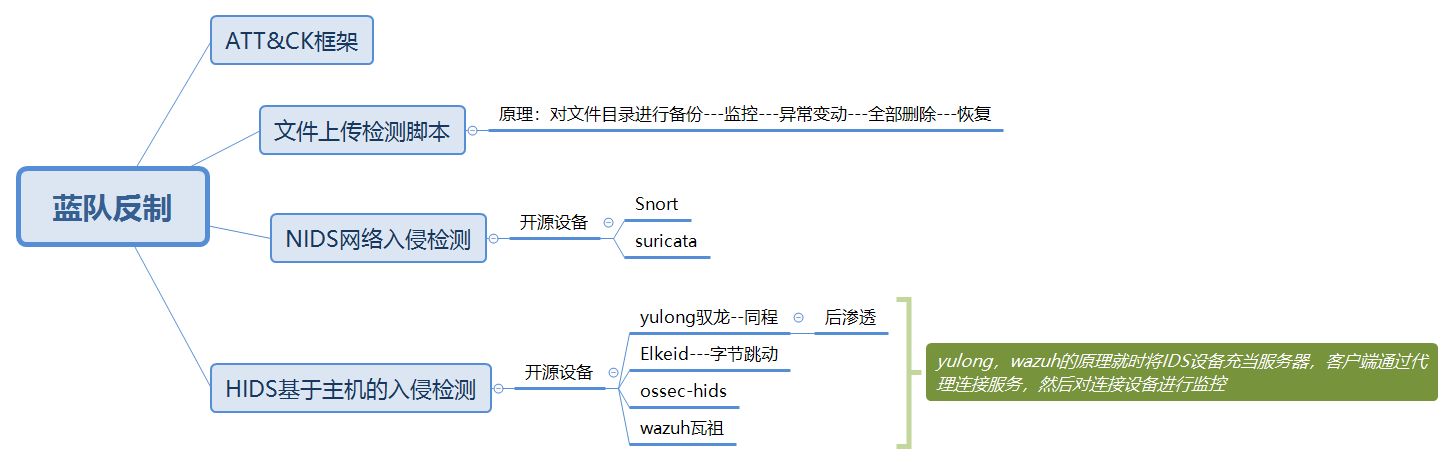 ATT&CK框架
文件上传检测脚本
原理：对文件目录进行备份---监控---异常变动---全部删除---恢复
蓝队反制
NIDS网络入侵检测
开源设备
Snort
suricata
HIDS基于主机的入侵检测
开源设备
yulong驭龙--同程
后渗透
Elkeid---字节跳动
ossec-hids
wazuh瓦祖
yulong，wazuh的原理就时将IDS设备充当服务器，客户端通过代
理连接服务，然后对连接设备进行监控